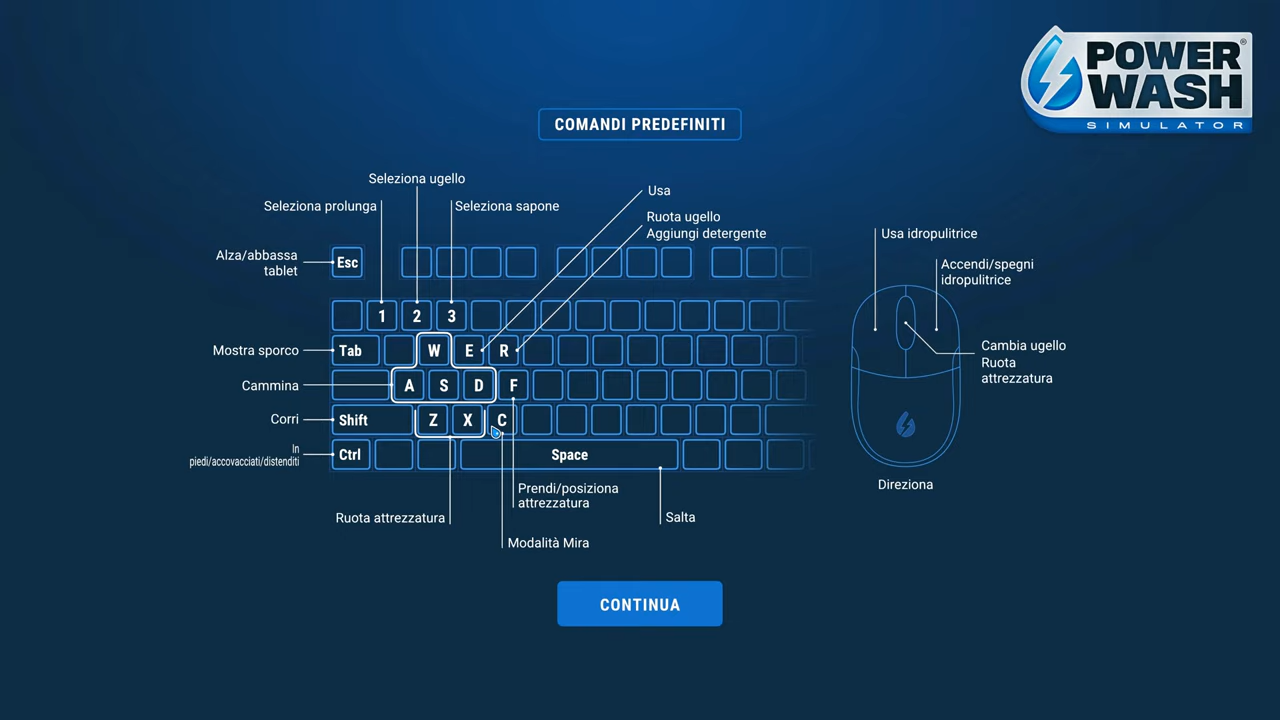 POWER
WASH
SIMULATOR
COMANDI PREDEFINITI
Seleziona ugello
Seleziona prolunga
Seleziona sapone
Usa
Ruota ugello
Aggiungi detergente
Alza/abbassa
tablet
Esc
1 2 3
Mostra sporco
Tab W E R
Cammina
A S D F
Corri
Shift Z X C
In
piedi/accovacciati/distenditi
Ctrl Space
Prendi/posiziona
attrezzatura
Ruota attrezzatura
Salta
Modalità Mira
Usa idropulitrice
Accendi/spegni
idropulitrice
Cambia ugello
Ruota
attrezzatura
Direziona
CONTINUA